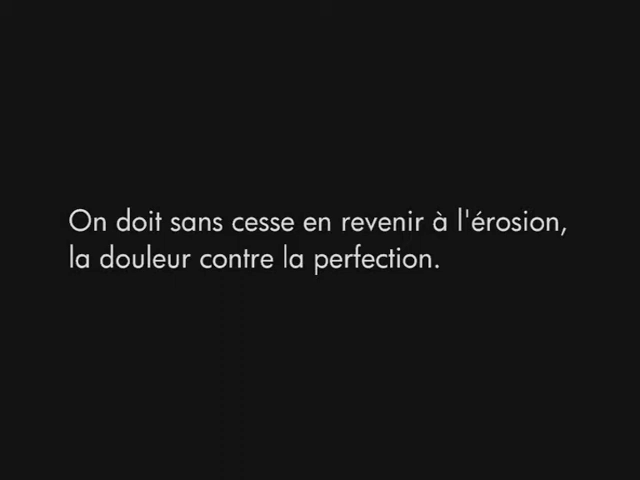 On doit sans cesse en revenir à l'érosion,
la douleur contre la perfection.